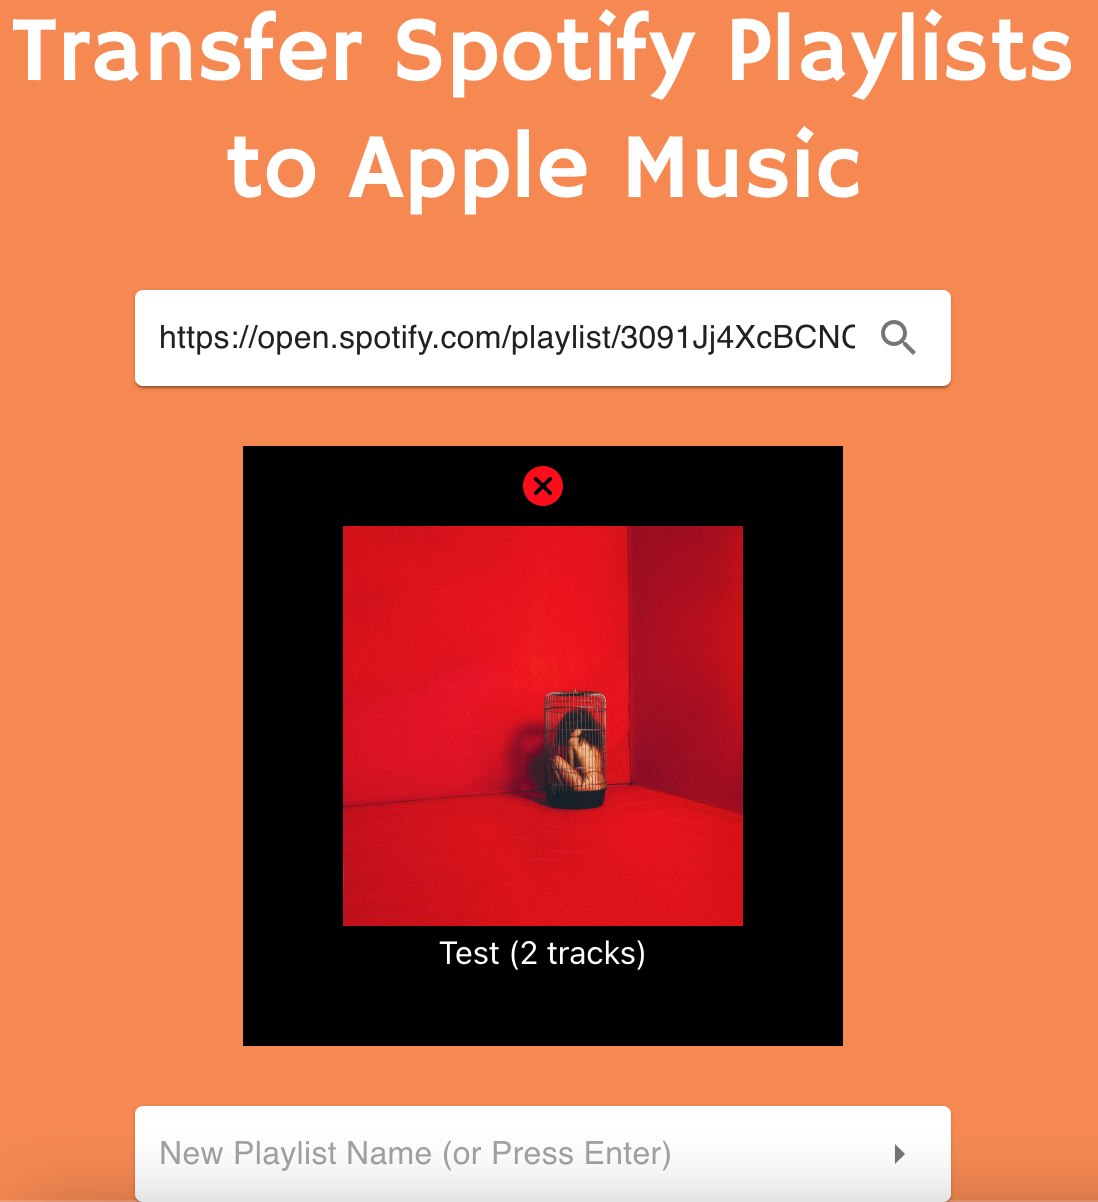 Transfer Spotify Playlists
to Apple Music
https://open.spotify.com/playlist/3091Jj4XcBCN
Test (2 tracks)
New Playlist Name (or Press Enter)